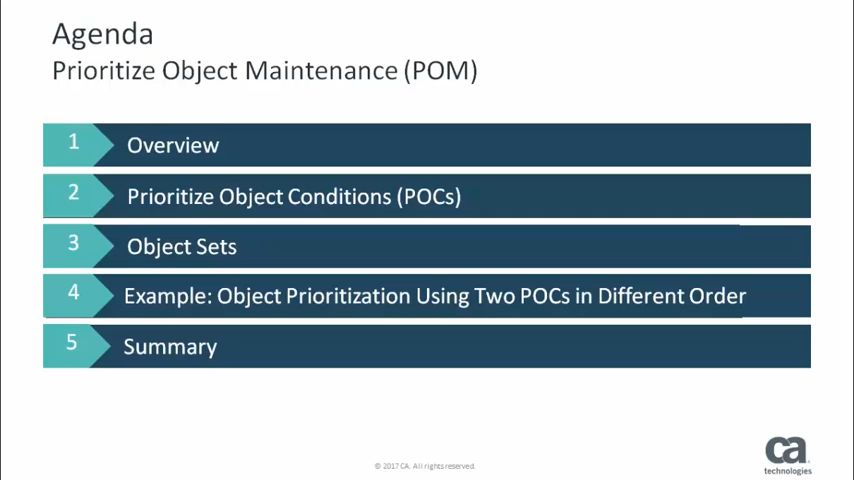 Agenda
Prioritize Object Maintenance (POM)
1 Overview
2 Prioritize Object Conditions (POCs)
3 Object Sets
4 Example: Object Prioritization Using Two POCs in Different Order
5 Summary
© 2017 CA. All rights reserved.
ca
technologies